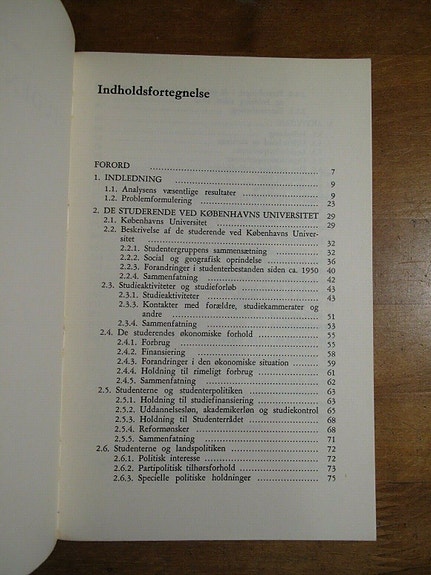 Indholdsfortegnelse
FORORD ........ 7
1. INDLEDNING ........ 9
1.1. Analysens væsentlige resultater ........ 9
1.2. Problemformulering ........ 23
2. DE STUDERENDE VED KØBENHAVNS UNIVERSITET 29
2.1. Københavns Universitet ........ 29
2.2. Beskrivelse af de studerende ved Københavns Univer-
sitet ........ 32
2.2.1. Studentergruppens sammensætning ........ 32
2.2.2. Social og geografisk oprindelse ........ 36
2.2.3. Forandringer i studenterbestanden siden ca. 1950 40
2.2.4. Sammenfatning ........ 42
2.3. Studieaktiviteter og studieforløb ........ 43
2.3.1. Studieaktiviteter ........ 43
2.3.3. Kontakter med forældre, studiekammerater og
andre ........ 51
2.3.4. Sammenfatning ........ 53
2.4. De studerendes økonomiske forhold ........ 55
2.4.1. Forbrug ........ 55
2.4.2. Finansiering ........ 58
2.4.3. Forandringer i den økonomiske situation ........ 59
2.4.4. Holdning til rimeligt forbrug ........ 61
2.4.5. Sammenfatning ........ 62
2.5. Studenterne og studenterpolitiken ........ 63
2.5.1. Holdning til studiefinansiering ........ 63
2.5.2. Uddannelsesløn, akademikerløn og studiekontrol 65
2.5.3. Holdning til Studenterrådet ........ 68
2.5.4. Reformønsker ........ 68
2.5.5. Sammenfatning ........ 71
2.6. Studenterne og landspolitiken ........ 72
2.6.1. Politisk interesse ........ 72
2.6.2. Partipolitisk tilhørsforhold ........ 73
2.6.3. Specielle politiske holdninger ........ 75